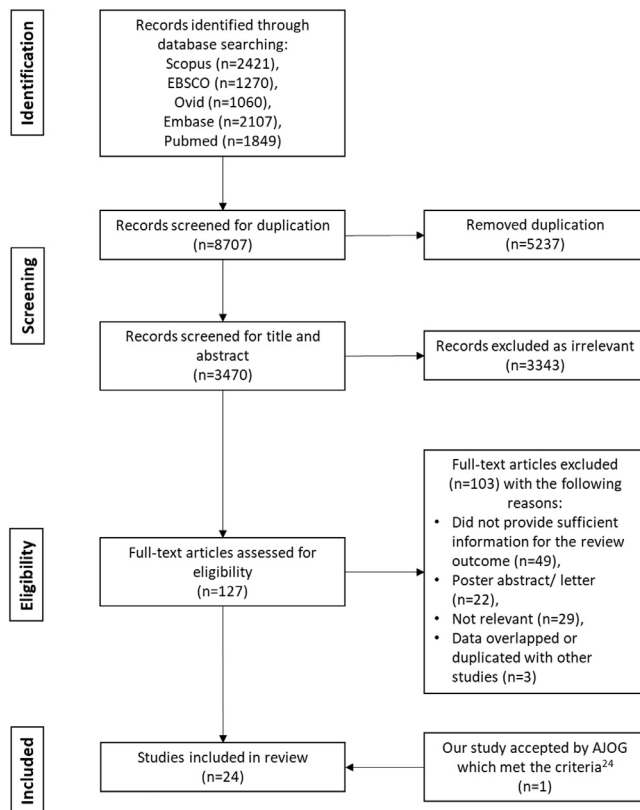 Identification
Records identified through
database searching:
Scopus (n=2421),
EBSCO (n=1270),
Ovid (n=1060),
Embase (n=2107),
Pubmed (n=1849)
Screening
Records screened for duplication
(n=8707)
Removed duplication
(n=5237)
Records screened for title and
abstract
(n=3470)
Records excluded as irrelevant
(n=3343)
Eligibility
Full-text articles assessed for
eligibility
(n=127)
Full-text articles excluded
(n=103) with the following
reasons:
• Did not provide sufficient
information for the review
outcome (n=49),
• Poster abstract/ letter
(n=22),
• Not relevant (n=29),
• Data overlapped or
duplicated with other
studies (n=3)
Included
Studies included in review
(n=24)
Our study accepted by AJOG
which met the criteria²⁴
(n=1)